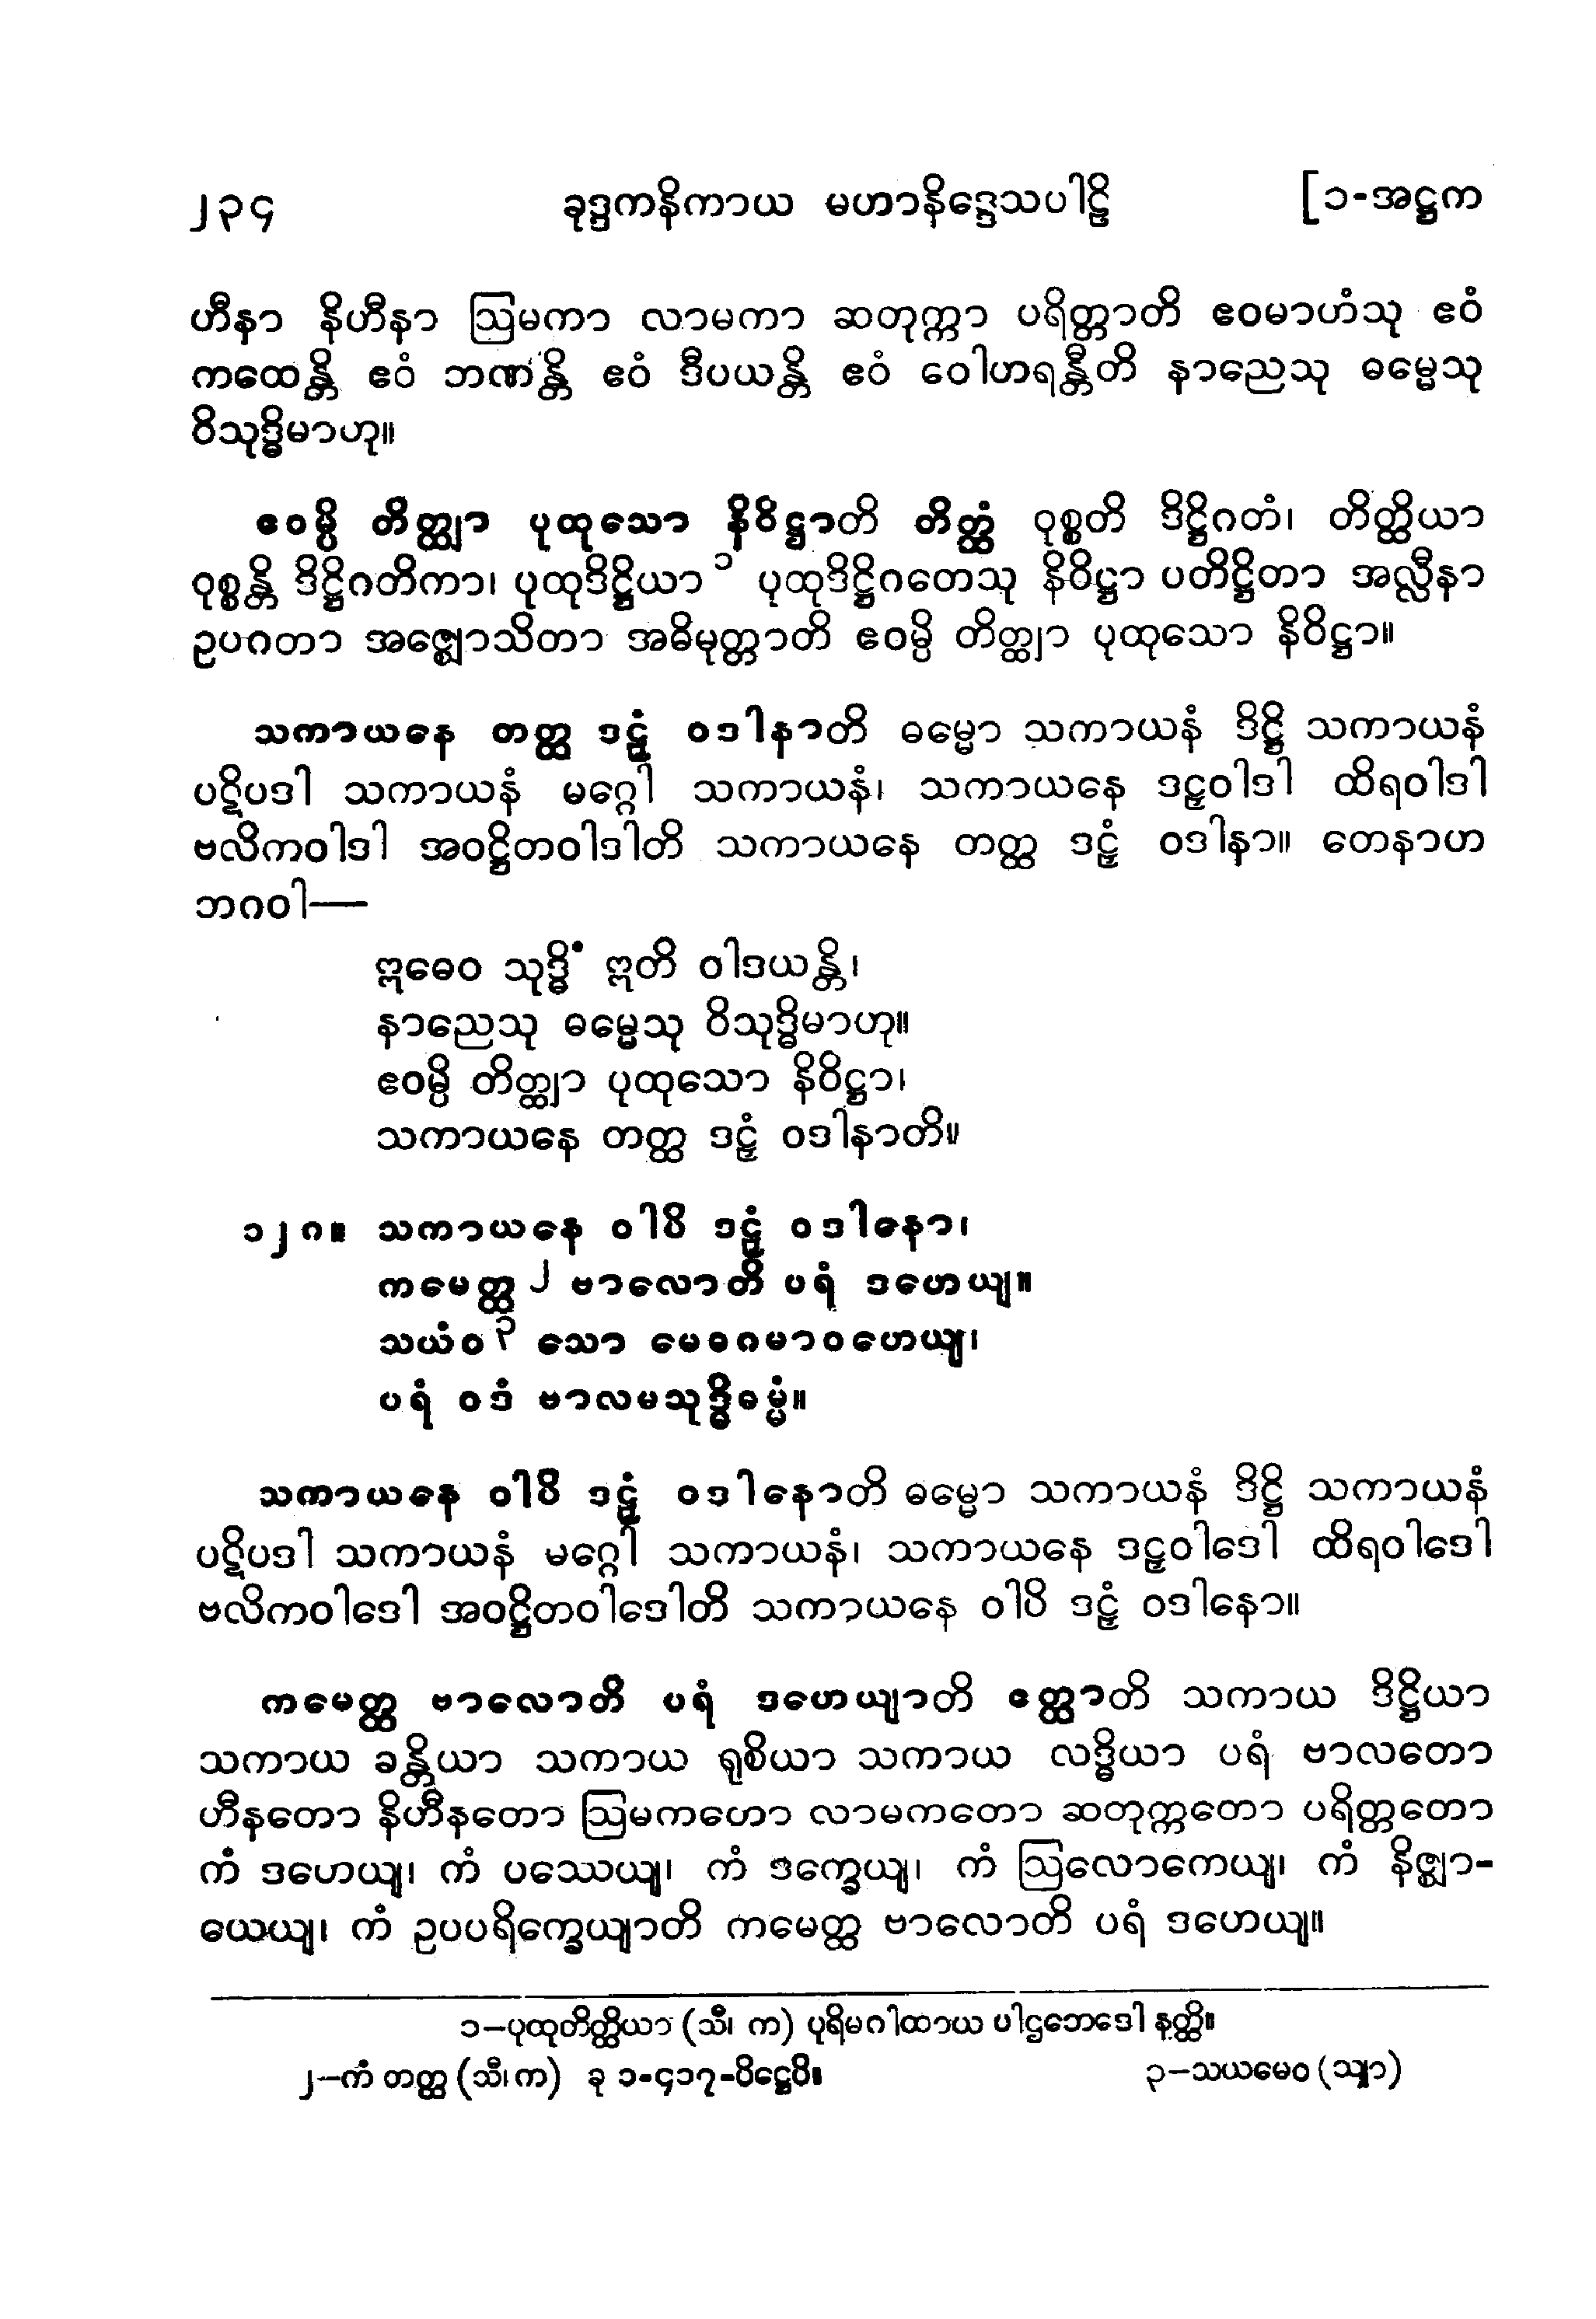 ၂၃၄ ခုဒ္ဒကနိကာယ မဟာနိဒ္ဒေသပါဠိ [၁-အဋ္ဌက
ဟီနာ နိဟီနာ ဩမကာ လာမကာ ဆတုက္ကာ ပရိတ္တာတိ ဧဝမာဟံသု ဧဝံ
ကထေန္တိ ဧဝံ ဘဏန္တိ ဧဝံ ဒီပယန္တိ ဧဝံ ဝေါဟရန္တီတိ နာညေသု ဓမ္မေသု
ဝိသုဒ္ဓိမာဟု။
ဧဝမ္ပိ တိတ္ထျာ ပုထုသော နိဝိဋ္ဌာတိ တိတ္ထံ ဝုစ္စတိ ဒိဋ္ဌိဂတံ၊ တိတ္ထိယာ
ဝုစ္စန္တိ ဒိဋ္ဌိဂတိကာ၊ ပုထုဒိဋ္ဌိယာ ၁ ပုထုဒိဋ္ဌိဂတေသု နိဝိဋ္ဌာ ပတိဋ္ဌိတာ အလ္လီနာ
ဥပဂတာ အဇ္ဈောသိတာ အဓိမုတ္တာတိ ဧဝမ္ပိ တိတ္ထျာ ပုထုသော နိဝိဋ္ဌာ။
သကာယနေ တတ္ထ ဒဠှံ ဝဒါနာတိ ဓမ္မော သကာယနံ ဒိဋ္ဌိ သကာယနံ
ပဋိပဒါ သကာယနံ မဂ္ဂေါ သကာယနံ၊ သကာယနေ ဒဠှဝါဒါ ထိရဝါဒါ
ဗလိကဝါဒါ အဝဋ္ဌိတဝါဒါတိ သကာယနေ တတ္ထ ဒဠှံ ဝဒါနာ။ တေနာဟ
ဘဂဝါ—
ဣဓေဝ သုဒ္ဓိံ ဣတိ ဝါဒယန္တိ၊
နာညေသု ဓမ္မေသု ဝိသုဒ္ဓိမာဟု။
ဧဝမ္ပိ တိတ္ထျာ ပုထုသော နိဝိဋ္ဌာ၊
သကာယနေ တတ္ထ ဒဠှံ ဝဒါနာတိ။
၁၂၈။ သကာယနေ ဝါပိ ဒဠှံ ဝဒါနော၊
ကမေတ္ထ ၂ ဗာလောတိ ပရံ ဒဟေယျ။
သယံဝ ၃ သော မေဓဂမာဝဟေယျ၊
ပရံ ဝဒံ ဗာလမသုဒ္ဓိဓမ္မံ။
သကာယနေ ဝါပိ ဒဠှံ ဝဒါနောတိ ဓမ္မော သကာယနံ ဒိဋ္ဌိ သကာယနံ
ပဋိပဒါ သကာယနံ မဂ္ဂေါ သကာယနံ၊ သကာယနေ ဒဠှဝါဒေါ ထိရဝါဒေါ
ဗလိကဝါဒေါ အဝဋ္ဌိတဝါဒေါတိ သကာယနေ ဝါပိ ဒဠှံ ဝဒါနော။
ကမေတ္ထ ဗာလောတိ ပရံ ဒဟေယျာတိ ဧတ္ထာတိ သကာယ ဒိဋ္ဌိယာ
သကာယ ခန္တိယာ သကာယ ရုစိယာ သကာယ လဒ္ဓိယာ ပရံ ဗာလတော
ဟီနတော နိဟီနတော ဩမကတော လာမကတော ဆတုက္ကတော ပရိတ္တတော
ကံ ဒဟေယျ၊ ကံ ပဿေယျ၊ ကံ ဒက္ခေယျ၊ ကံ ဩလောကေယျ၊ ကံ နိဇ္ဈာ-
ယေယျ၊ ကံ ဥပပရိက္ခေယျာတိ ကမေတ္ထ ဗာလောတိ ပရံ ဒဟေယျ။
၁–ပုထုတိတ္ထိယာ (သီ၊ က) ပုရိမဂါထာယ ပါဌဘေဒေါ နတ္ထိ။
၂–ကံ တတ္ထ (သီ၊ က) ခု ၁-၄၁၇-ပိဋ္ဌေပိ။ ၃–သယမေဝ (သျာ)